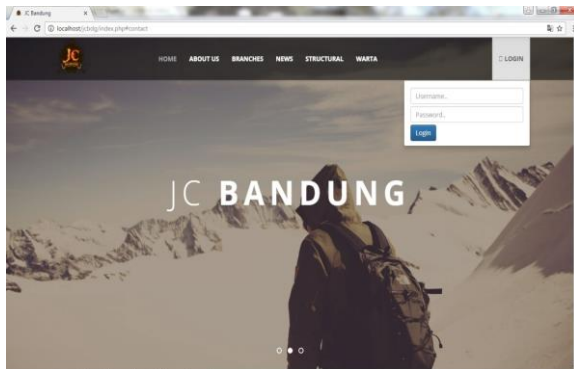 JC Bandung
localhost/jcbdg/index.php#contact
JC
HOME ABOUT US BRANCHES NEWS STRUCTURAL WARTA LOGIN
Username..
Password..
Login
JC BANDUNG